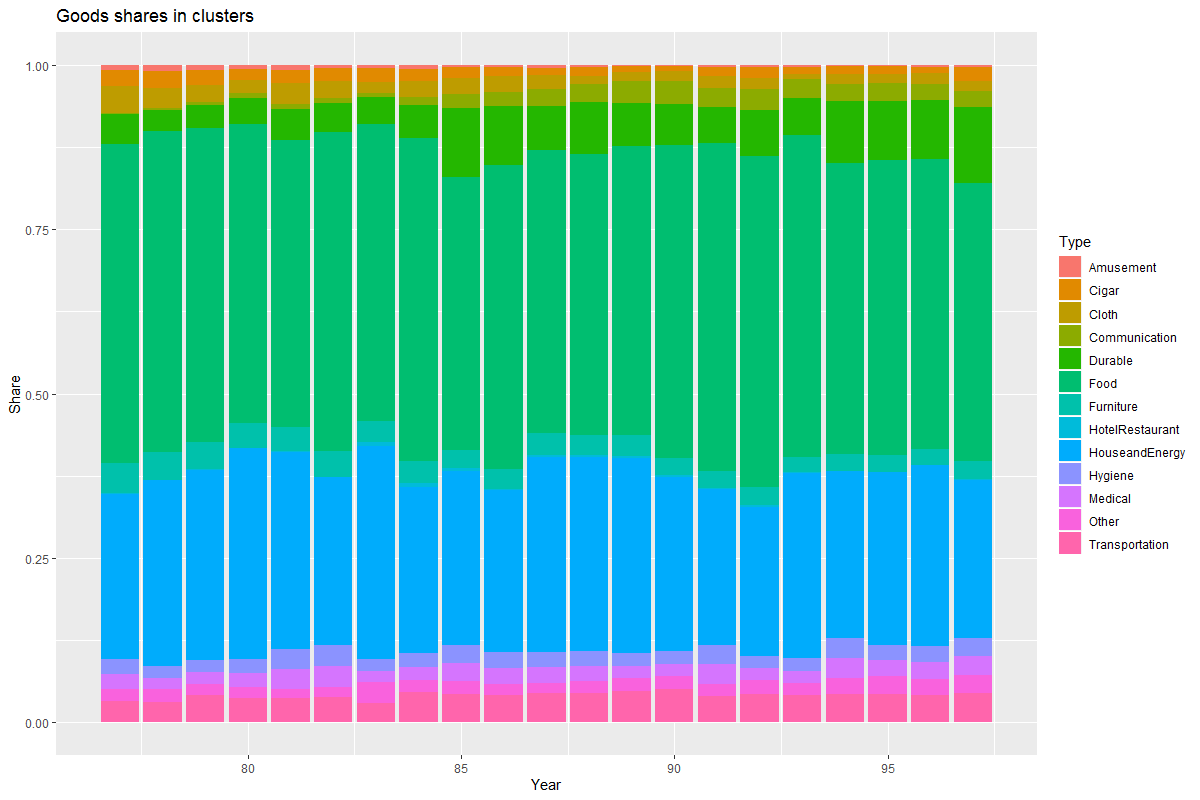 Goods shares in clusters
1.00
0.75
0.50
0.25
0.00
Share
80
85
90
95
Year
Type
Amusement
Cigar
Cloth
Communication
Durable
Food
Furniture
HotelRestaurant
HouseandEnergy
Hygiene
Medical
Other
Transportation